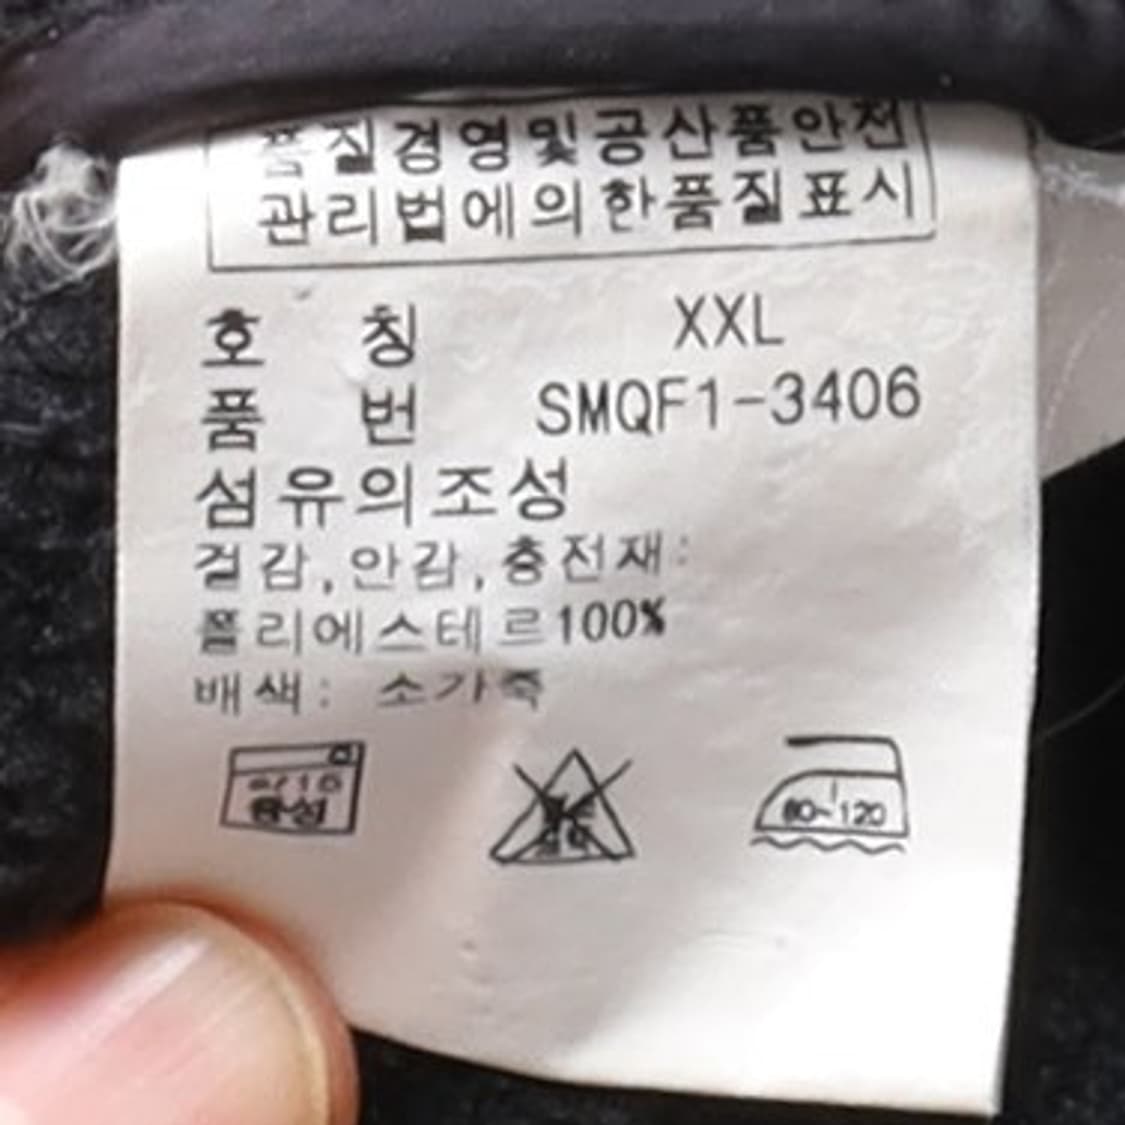 품질경영및공산품안전
관리법에의한품질표시
호 칭 XXL
품 번 SMQF1-3406
섬유의조성
겉감,안감,충전재:
폴리에스테르100%
배색: 소가죽
80~120